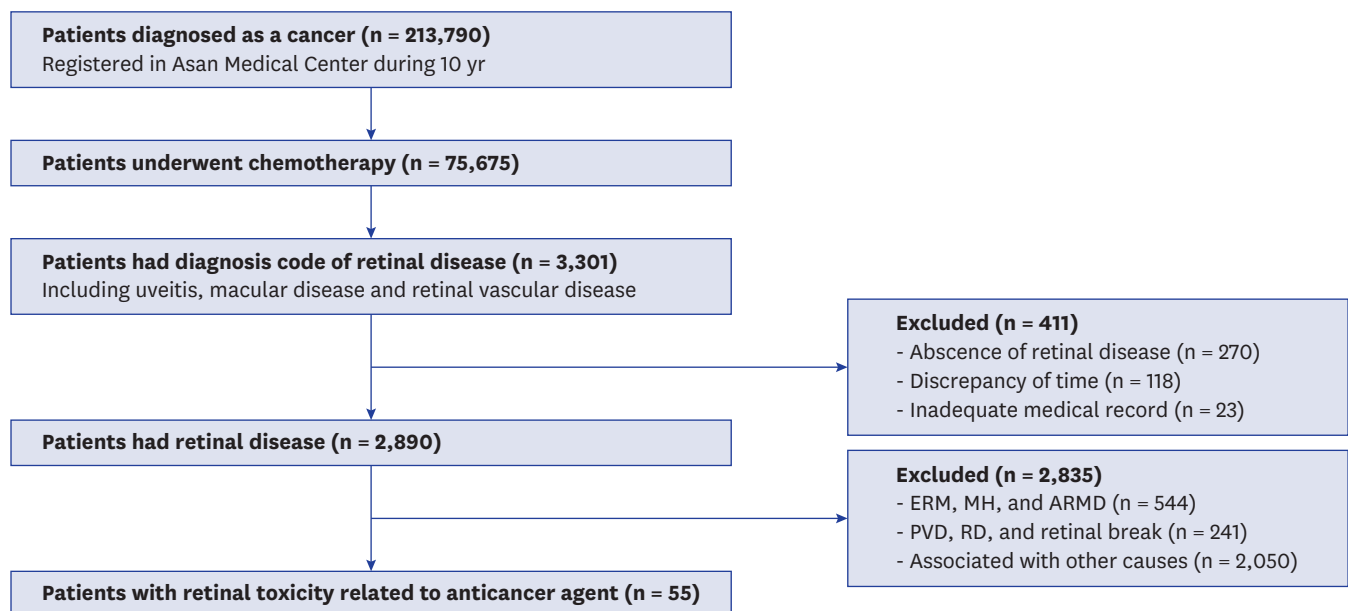 Patients diagnosed as a cancer (n = 213,790)
Registered in Asan Medical Center during 10 yr
Patients underwent chemotherapy (n = 75,675)
Patients had diagnosis code of retinal disease (n = 3,301)
Including uveitis, macular disease and retinal vascular disease
Excluded (n = 411)
- Abscence of retinal disease (n = 270)
- Discrepancy of time (n = 118)
- Inadequate medical record (n = 23)
Patients had retinal disease (n = 2,890)
Excluded (n = 2,835)
- ERM, MH, and ARMD (n = 544)
- PVD, RD, and retinal break (n = 241)
- Associated with other causes (n = 2,050)
Patients with retinal toxicity related to anticancer agent (n = 55)